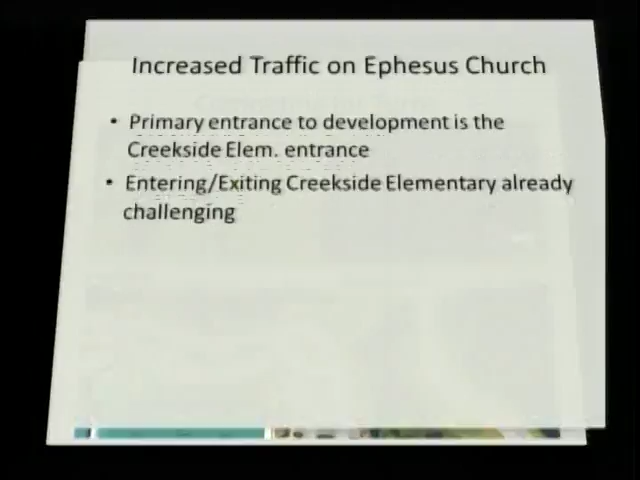 Increased Traffic on Ephesus Church
• Primary entrance to development is the
Creekside Elem. entrance
• Entering/Exiting Creekside Elementary already
challenging